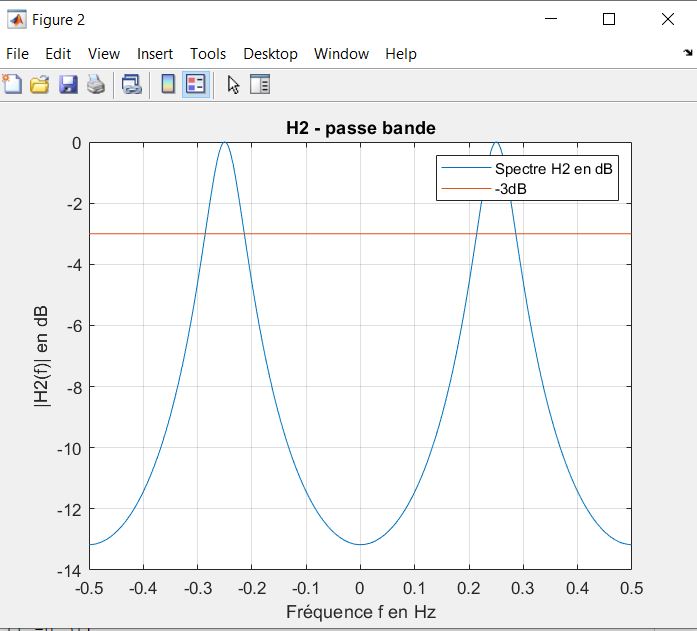 Figure 2
File Edit View Insert Tools Desktop Window Help
H2 - passe bande
Spectre H2 en dB
-3dB
0
-2
-4
-6
-8
-10
-12
-14
|H2(f)| en dB
-0.5 -0.4 -0.3 -0.2 -0.1 0 0.1 0.2 0.3 0.4 0.5
Fréquence f en Hz